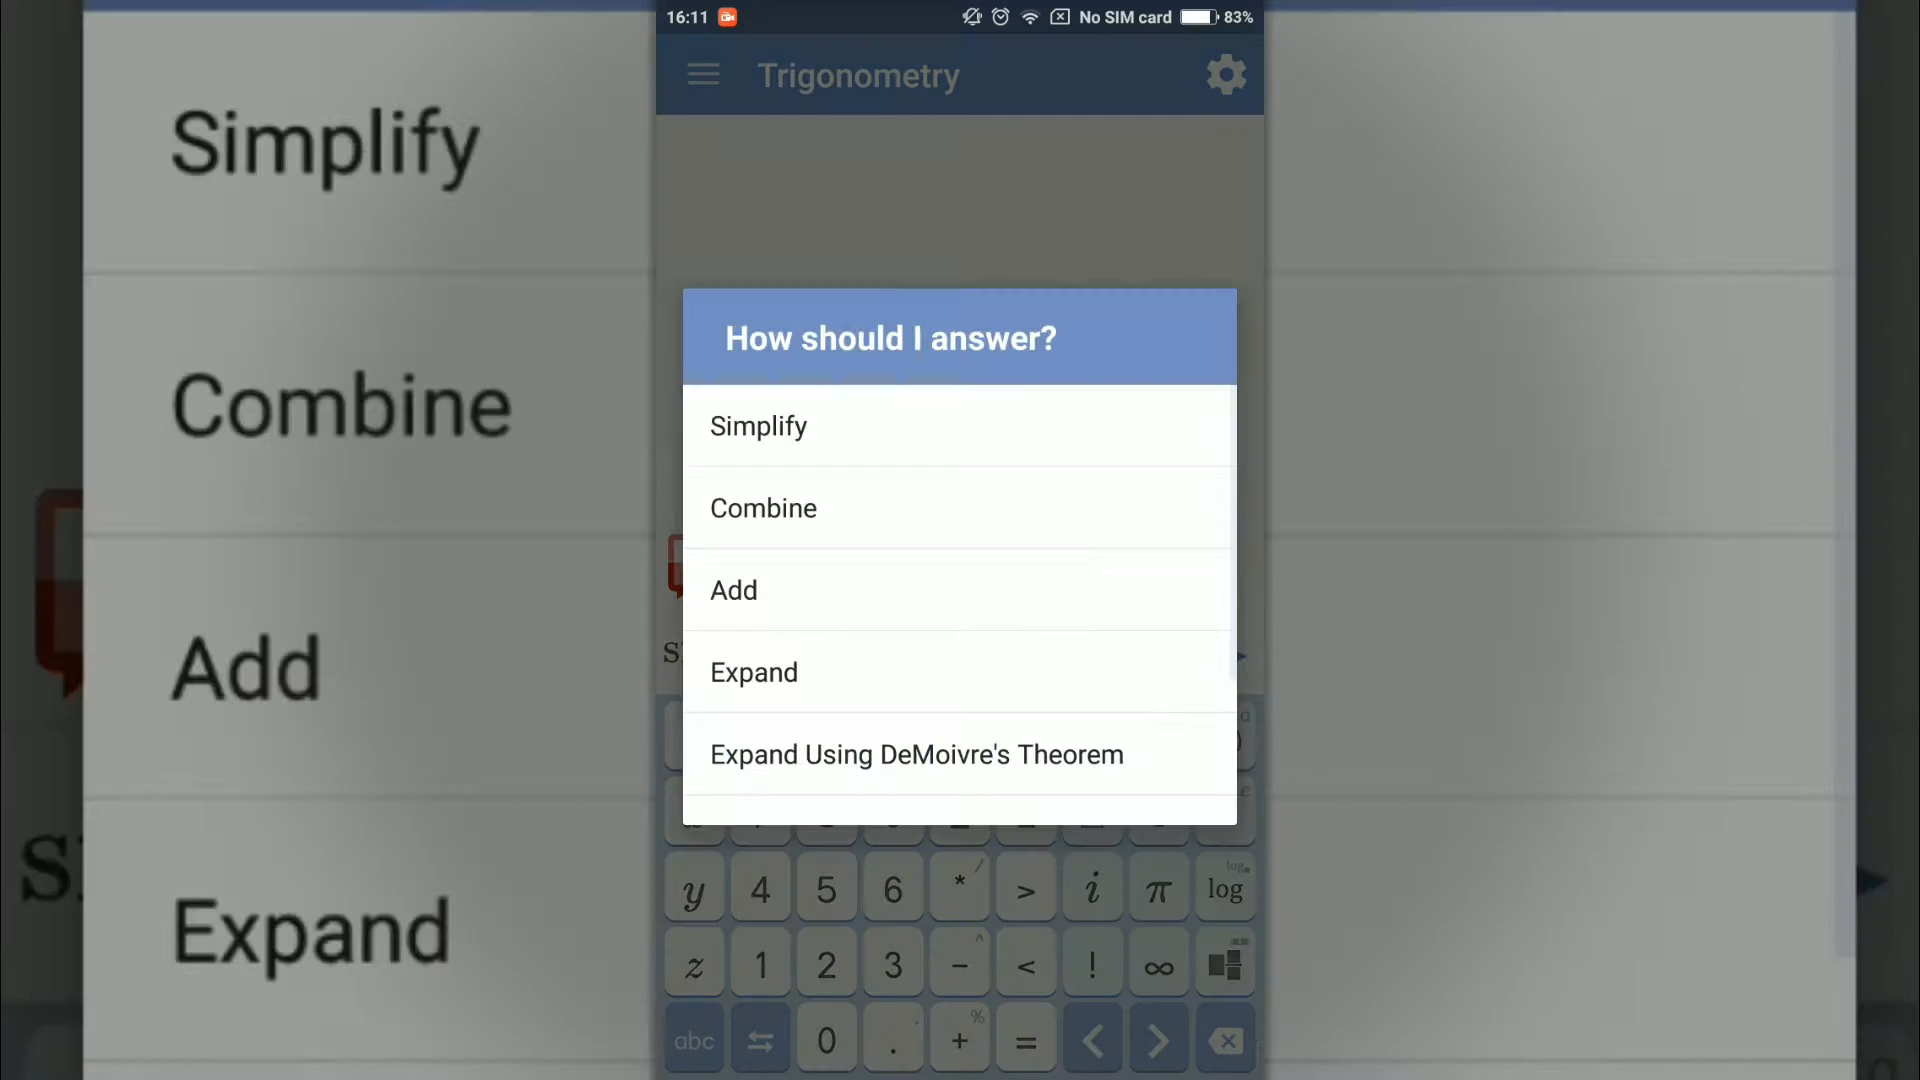 16:11 No SIM card 83%
Trigonometry
How should I answer?
Simplify
Combine
Add
Expand
Expand Using DeMoivre's Theorem
y 4 5 6 * / > i π log log
z 1 2 3 - ^ < ! ∞
abc 0 . + % =
Simplify
Combine
Add
Expand